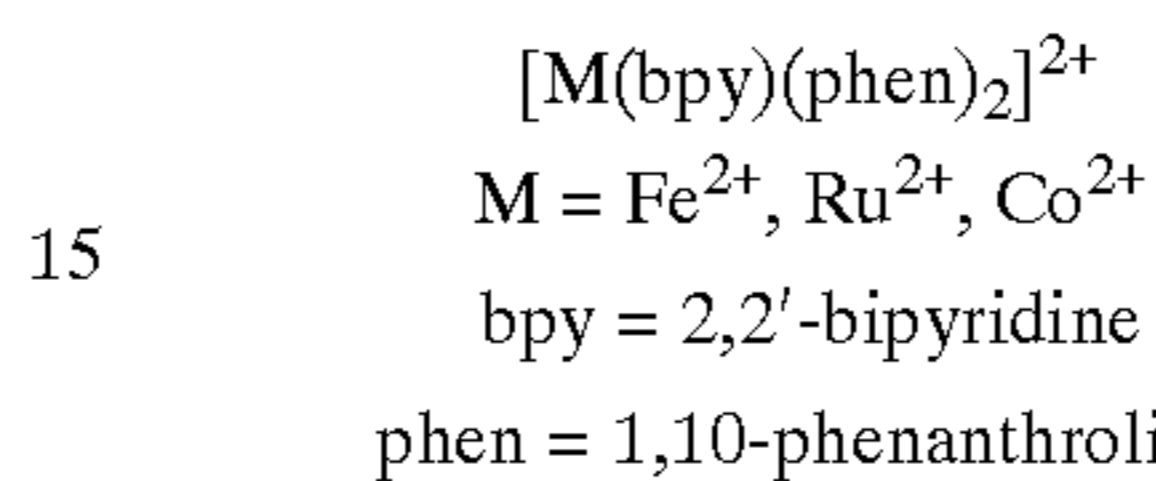 [M(bpy)(phen)₂]²⁺
M = Fe²⁺, Ru²⁺, Co²⁺
15
bpy = 2,2′-bipyridine
phen = 1,10-phenanthroli